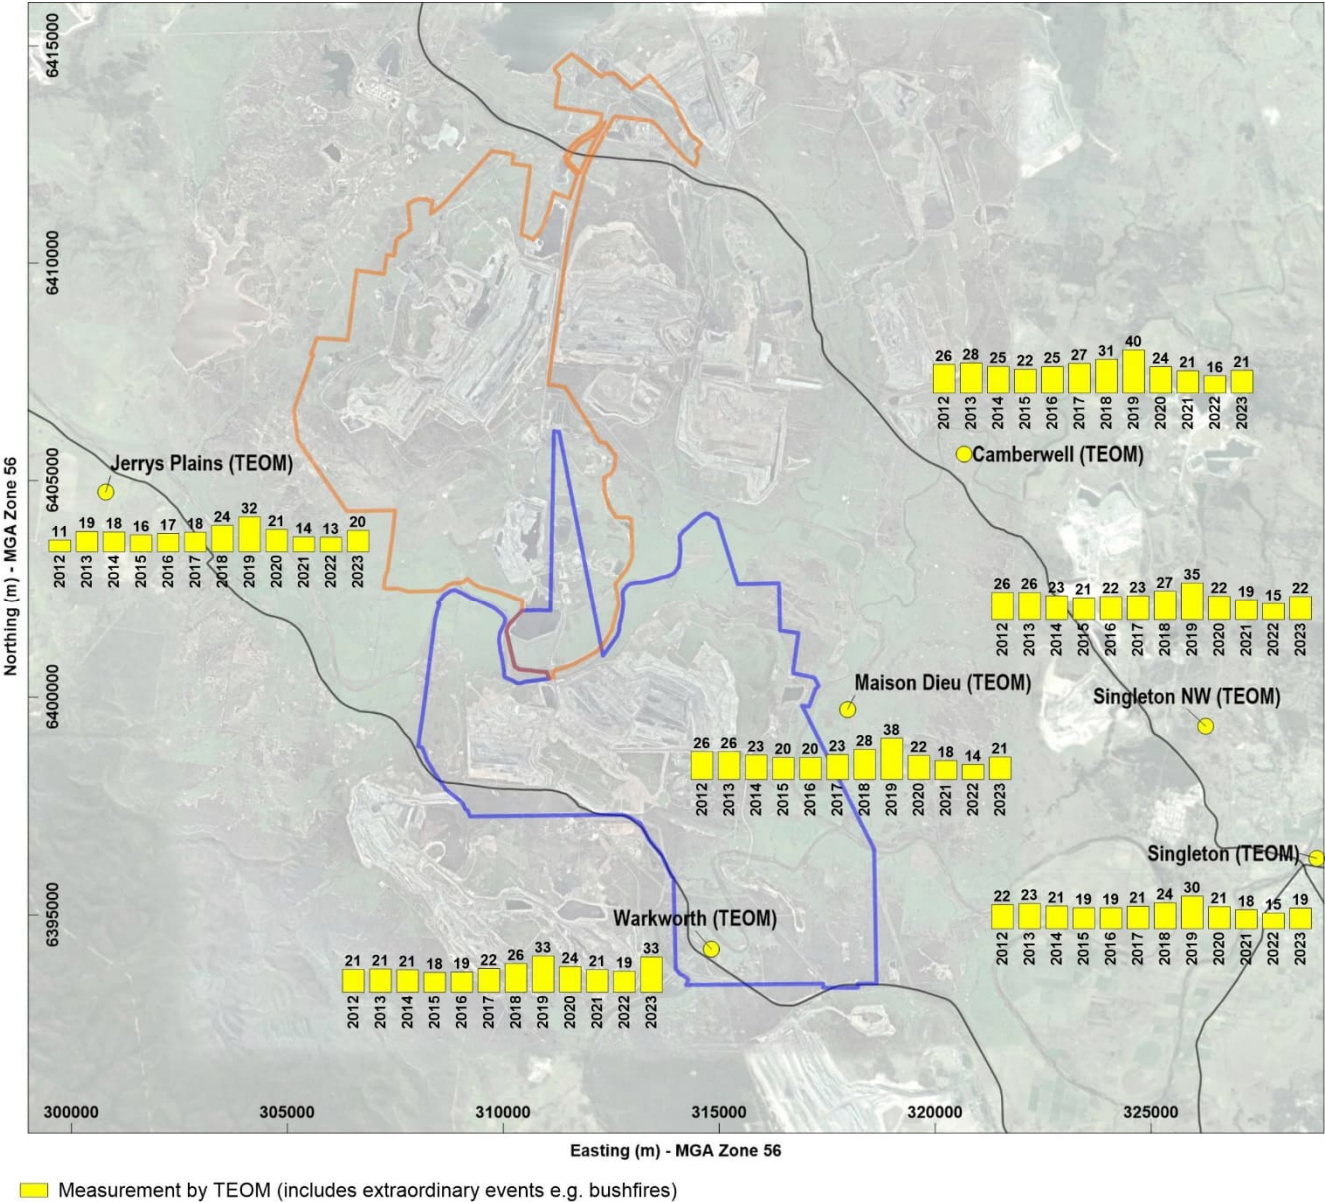 6415000
6410000
6405000
6400000
6395000
Northing (m) - MGA Zone 56
26 28 25 22 25 27 31 40 24 21 16 21
2012 2013 2014 2015 2016 2017 2018 2019 2020 2021 2022 2023
Camberwell (TEOM)
Jerrys Plains (TEOM)
11 19 18 16 17 18 24 32 21 14 13 20
2012 2013 2014 2015 2016 2017 2018 2019 2020 2021 2022 2023
26 26 23 21 22 23 27 35 22 19 15 22
2012 2013 2014 2015 2016 2017 2018 2019 2020 2021 2022 2023
Singleton NW (TEOM)
Maison Dieu (TEOM)
26 26 23 20 20 23 28 38 22 18 14 21
2012 2013 2014 2015 2016 2017 2018 2019 2020 2021 2022 2023
Singleton (TEOM)
22 23 21 19 19 21 24 30 21 18 15 19
2012 2013 2014 2015 2016 2017 2018 2019 2020 2021 2022 2023
Warkworth (TEOM)
21 21 21 18 19 22 26 33 24 21 19 33
2012 2013 2014 2015 2016 2017 2018 2019 2020 2021 2022 2023
300000 305000 310000 315000 320000 325000
Easting (m) - MGA Zone 56
Measurement by TEOM (includes extraordinary events e.g. bushfires)